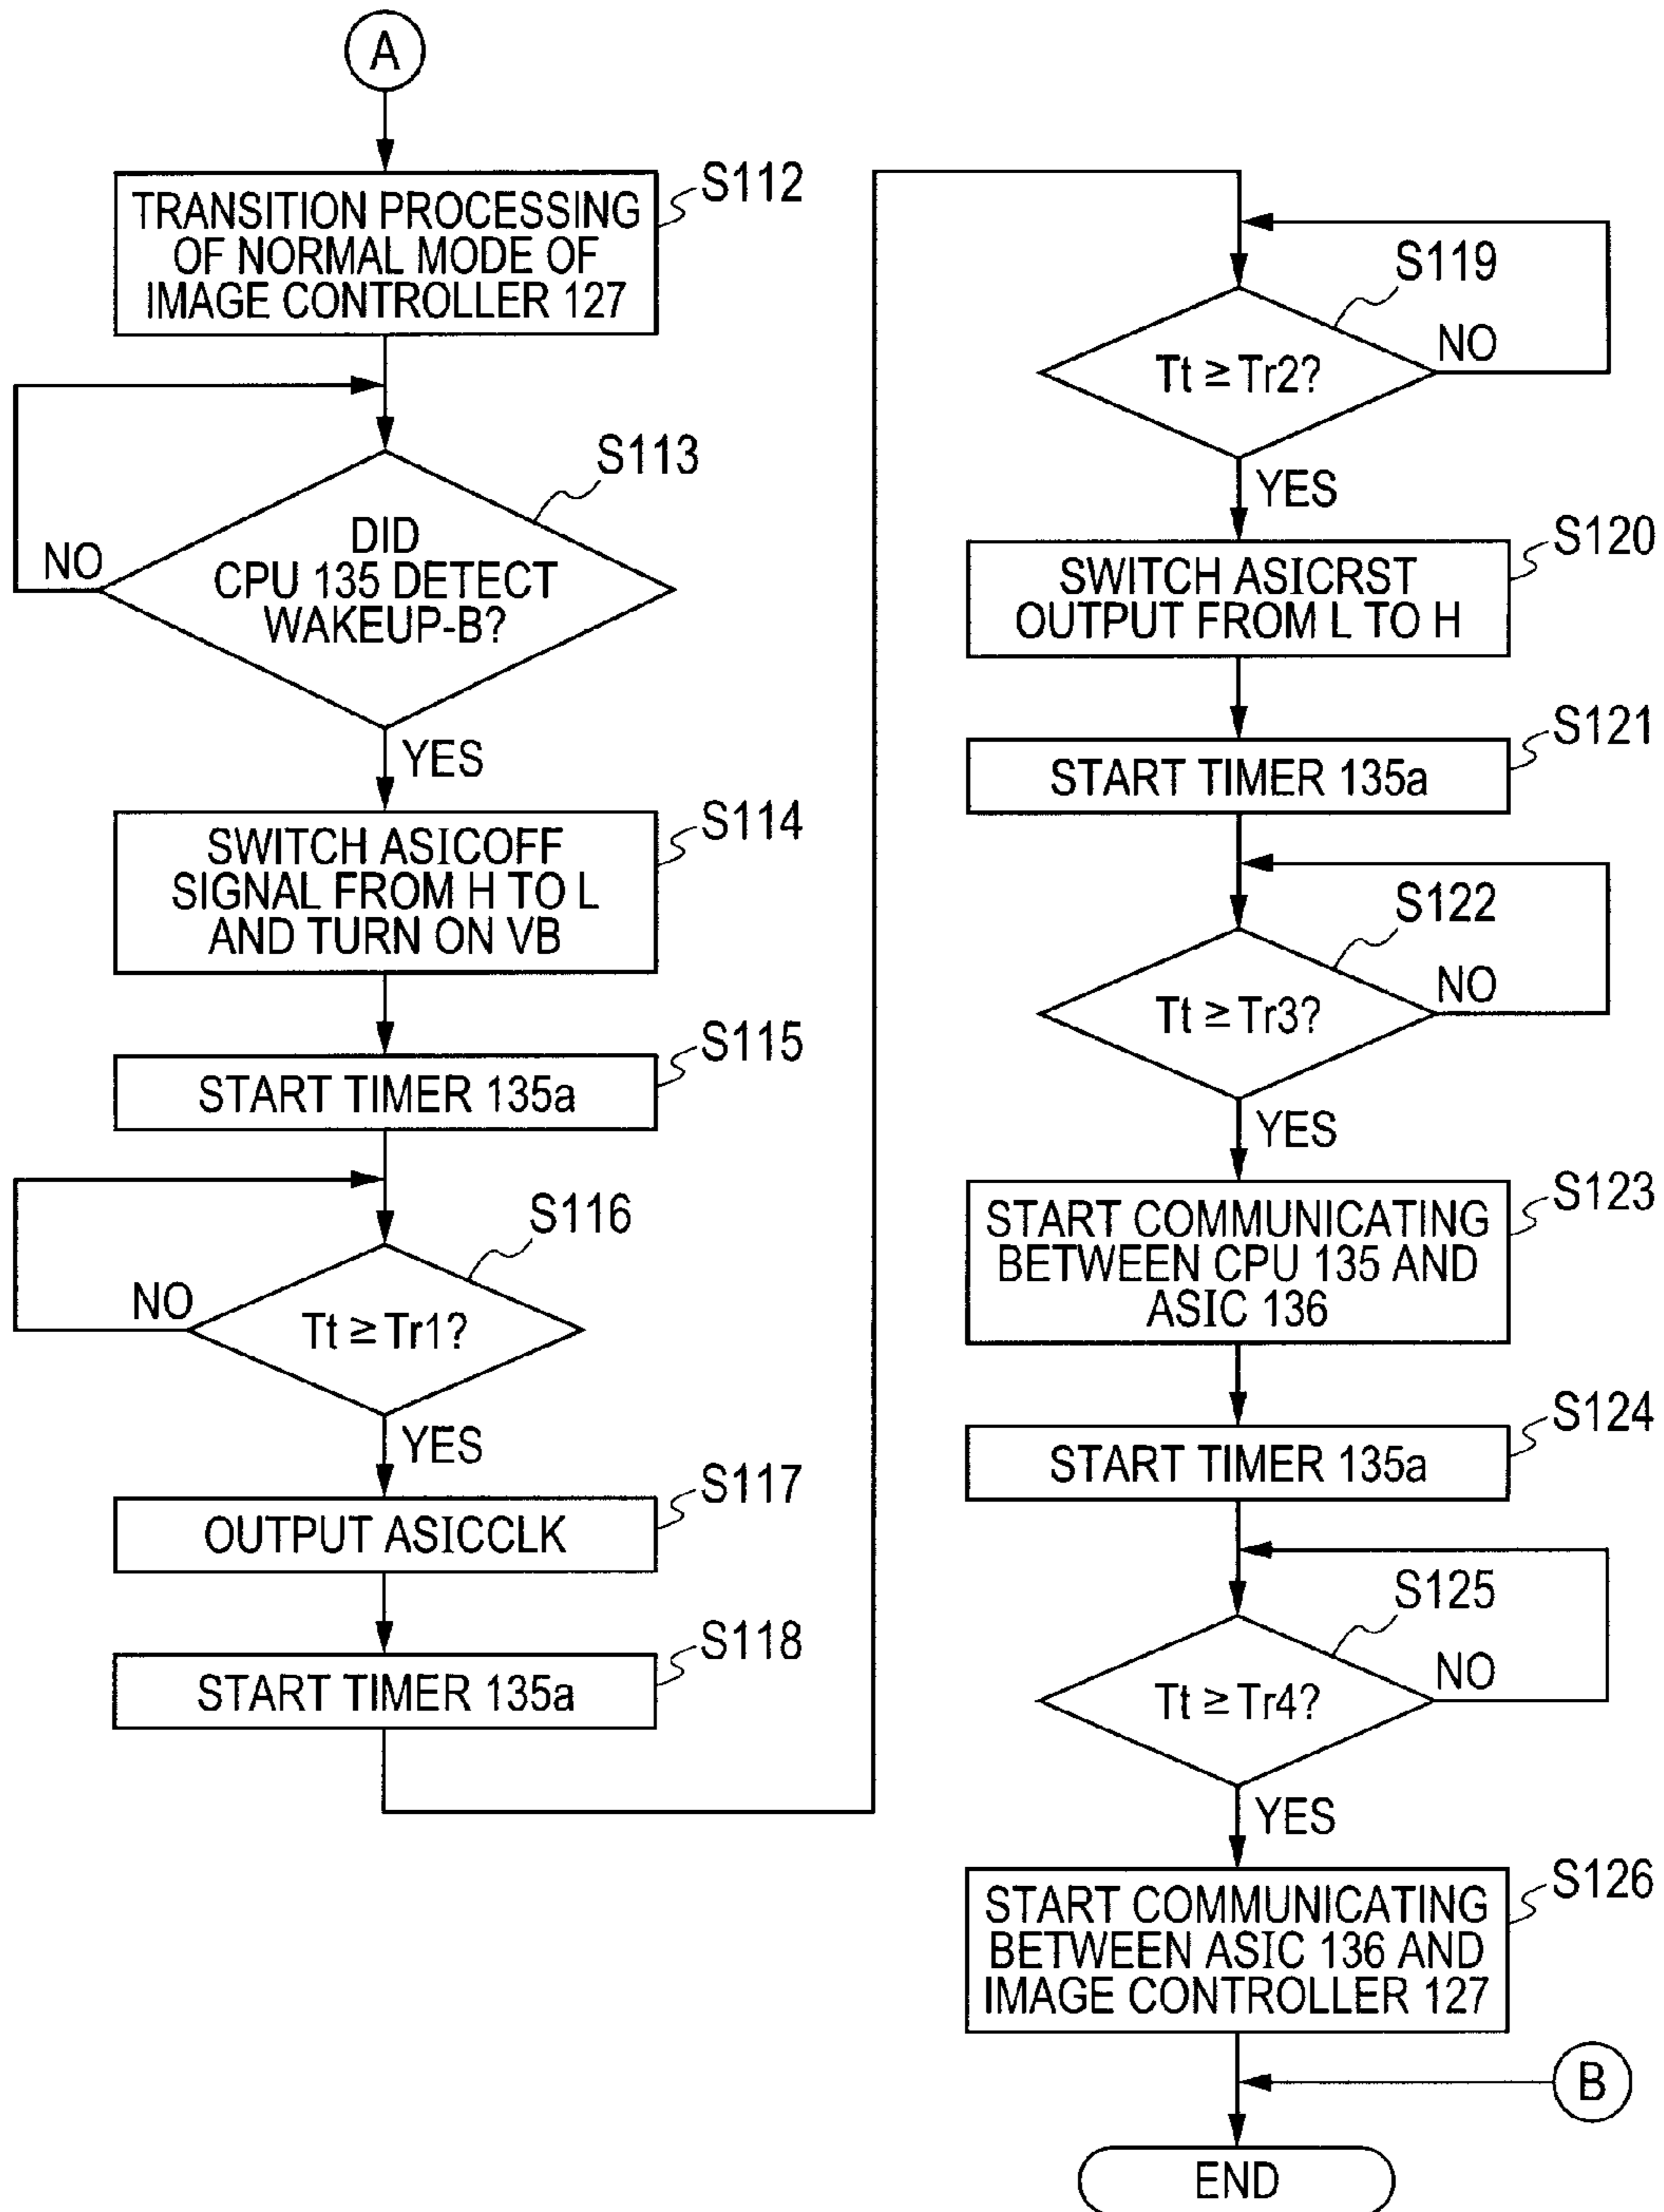 A
S112
TRANSITION PROCESSING
OF NORMAL MODE OF
IMAGE CONTROLLER 127
S113
DID
CPU 135 DETECT
WAKEUP-B?
NO
YES
S114
SWITCH ASICOFF
SIGNAL FROM H TO L
AND TURN ON VB
S115
START TIMER 135a
S116
Tt ≥ Tr1?
NO
YES
S117
OUTPUT ASICCLK
S118
START TIMER 135a
S119
Tt ≥ Tr2?
NO
YES
S120
SWITCH ASICRST
OUTPUT FROM L TO H
S121
START TIMER 135a
S122
Tt ≥ Tr3?
NO
YES
S123
START COMMUNICATING
BETWEEN CPU 135 AND
ASIC 136
S124
START TIMER 135a
S125
Tt ≥ Tr4?
NO
YES
S126
START COMMUNICATING
BETWEEN ASIC 136 AND
IMAGE CONTROLLER 127
B
END